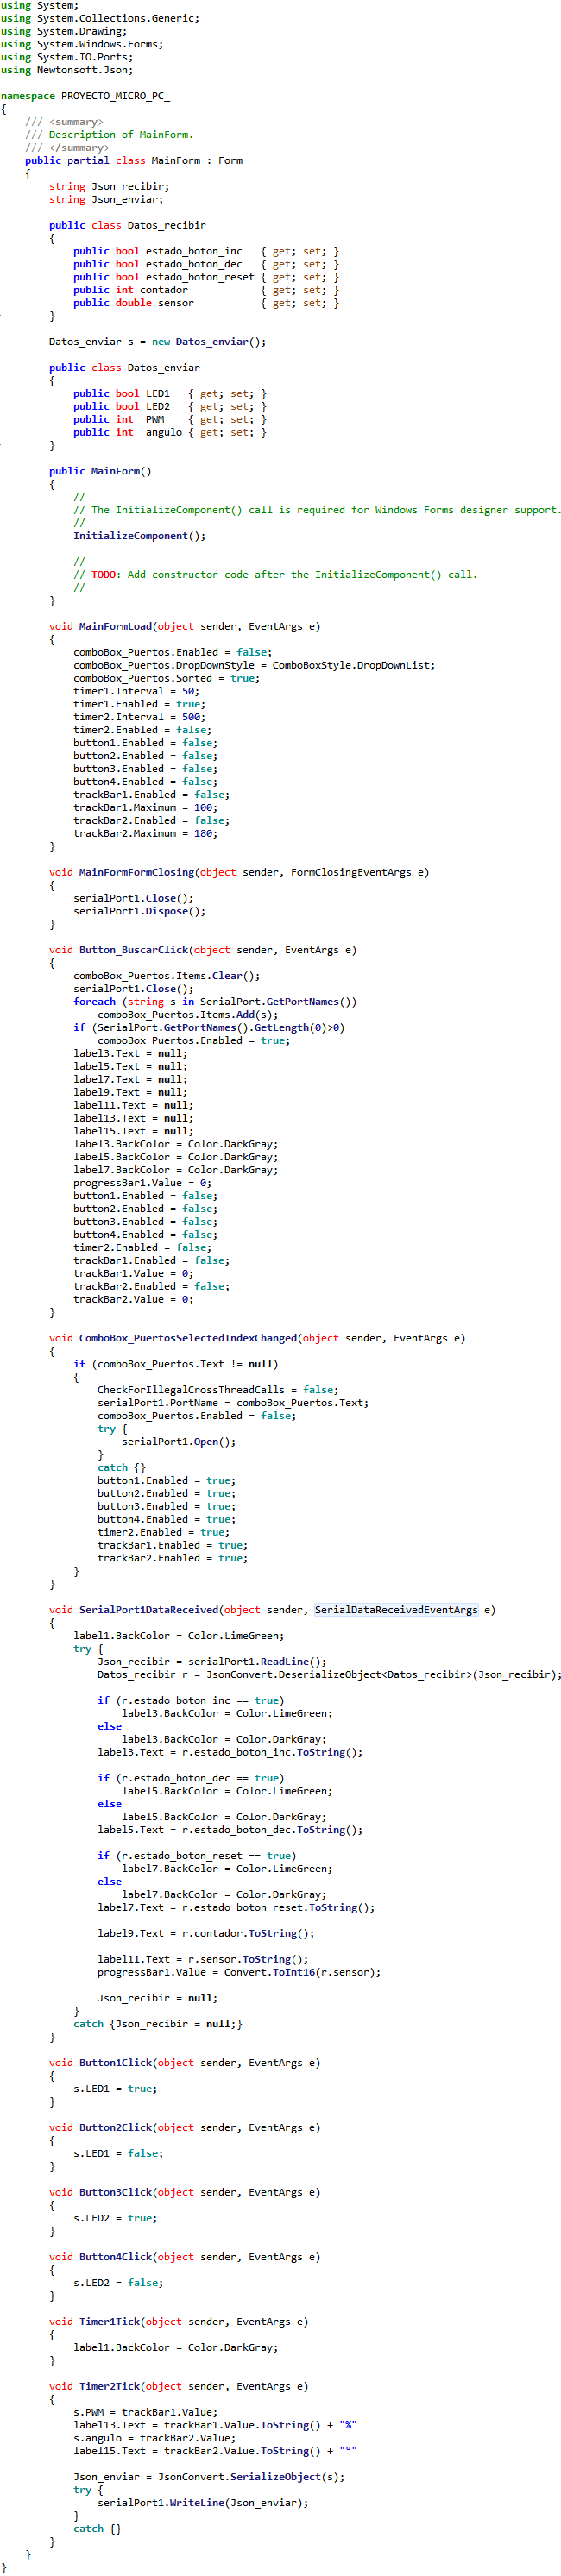 using System;
using System.Collections.Generic;
using System.Drawing;
using System.Windows.Forms;
using System.IO.Ports;
using Newtonsoft.Json;

namespace PROYECTO_MICRO_PC_
{
    /// <summary>
    /// Description of MainForm.
    /// </summary>
    public partial class MainForm : Form
    {
        string Json_recibir;
        string Json_enviar;

        public class Datos_recibir
        {
            public bool estado_boton_inc   { get; set; }
            public bool estado_boton_dec   { get; set; }
            public bool estado_boton_reset { get; set; }
            public int contador            { get; set; }
            public double sensor           { get; set; }
        }

        Datos_enviar s = new Datos_enviar();

        public class Datos_enviar
        {
            public bool LED1   { get; set; }
            public bool LED2   { get; set; }
            public int  PWM    { get; set; }
            public int  angulo { get; set; }
        }

        public MainForm()
        {
            //
            // The InitializeComponent() call is required for Windows Forms designer support.
            //
            InitializeComponent();

            //
            // TODO: Add constructor code after the InitializeComponent() call.
            //
        }

        void MainFormLoad(object sender, EventArgs e)
        {
            comboBox_Puertos.Enabled = false;
            comboBox_Puertos.DropDownStyle = ComboBoxStyle.DropDownList;
            comboBox_Puertos.Sorted = true;
            timer1.Interval = 50;
            timer1.Enabled = true;
            timer2.Interval = 500;
            timer2.Enabled = false;
            button1.Enabled = false;
            button2.Enabled = false;
            button3.Enabled = false;
            button4.Enabled = false;
            trackBar1.Enabled = false;
            trackBar1.Maximum = 100;
            trackBar2.Enabled = false;
            trackBar2.Maximum = 180;
        }

        void MainFormFormClosing(object sender, FormClosingEventArgs e)
        {
            serialPort1.Close();
            serialPort1.Dispose();
        }

        void Button_BuscarClick(object sender, EventArgs e)
        {
            comboBox_Puertos.Items.Clear();
            serialPort1.Close();
            foreach (string s in SerialPort.GetPortNames())
                comboBox_Puertos.Items.Add(s);
            if (SerialPort.GetPortNames().GetLength(0)>0)
                comboBox_Puertos.Enabled = true;
            label3.Text = null;
            label5.Text = null;
            label7.Text = null;
            label9.Text = null;
            label11.Text = null;
            label13.Text = null;
            label15.Text = null;
            label3.BackColor = Color.DarkGray;
            label5.BackColor = Color.DarkGray;
            label7.BackColor = Color.DarkGray;
            progressBar1.Value = 0;
            button1.Enabled = false;
            button2.Enabled = false;
            button3.Enabled = false;
            button4.Enabled = false;
            timer2.Enabled = false;
            trackBar1.Enabled = false;
            trackBar1.Value = 0;
            trackBar2.Enabled = false;
            trackBar2.Value = 0;
        }

        void ComboBox_PuertosSelectedIndexChanged(object sender, EventArgs e)
        {
            if (comboBox_Puertos.Text != null)
            {
                CheckForIllegalCrossThreadCalls = false;
                serialPort1.PortName = comboBox_Puertos.Text;
                comboBox_Puertos.Enabled = false;
                try {
                    serialPort1.Open();
                }
                catch {}
                button1.Enabled = true;
                button2.Enabled = true;
                button3.Enabled = true;
                button4.Enabled = true;
                timer2.Enabled = true;
                trackBar1.Enabled = true;
                trackBar2.Enabled = true;
            }
        }

        void SerialPort1DataReceived(object sender, SerialDataReceivedEventArgs e)
        {
            label1.BackColor = Color.LimeGreen;
            try {
                Json_recibir = serialPort1.ReadLine();
                Datos_recibir r = JsonConvert.DeserializeObject<Datos_recibir>(Json_recibir);

                if (r.estado_boton_inc == true)
                    label3.BackColor = Color.LimeGreen;
                else
                    label3.BackColor = Color.DarkGray;
                label3.Text = r.estado_boton_inc.ToString();

                if (r.estado_boton_dec == true)
                    label5.BackColor = Color.LimeGreen;
                else
                    label5.BackColor = Color.DarkGray;
                label5.Text = r.estado_boton_dec.ToString();

                if (r.estado_boton_reset == true)
                    label7.BackColor = Color.LimeGreen;
                else
                    label7.BackColor = Color.DarkGray;
                label7.Text = r.estado_boton_reset.ToString();

                label9.Text = r.contador.ToString();

                label11.Text = r.sensor.ToString();
                progressBar1.Value = Convert.ToInt16(r.sensor);

                Json_recibir = null;
            }
            catch {Json_recibir = null;}
        }

        void Button1Click(object sender, EventArgs e)
        {
            s.LED1 = true;
        }

        void Button2Click(object sender, EventArgs e)
        {
            s.LED1 = false;
        }

        void Button3Click(object sender, EventArgs e)
        {
            s.LED2 = true;
        }

        void Button4Click(object sender, EventArgs e)
        {
            s.LED2 = false;
        }

        void Timer1Tick(object sender, EventArgs e)
        {
            label1.BackColor = Color.DarkGray;
        }

        void Timer2Tick(object sender, EventArgs e)
        {
            s.PWM = trackBar1.Value;
            label13.Text = trackBar1.Value.ToString() + "%"
            s.angulo = trackBar2.Value;
            label15.Text = trackBar2.Value.ToString() + "°"

            Json_enviar = JsonConvert.SerializeObject(s);
            try {
                serialPort1.WriteLine(Json_enviar);
            }
            catch {}
        }
    }
}